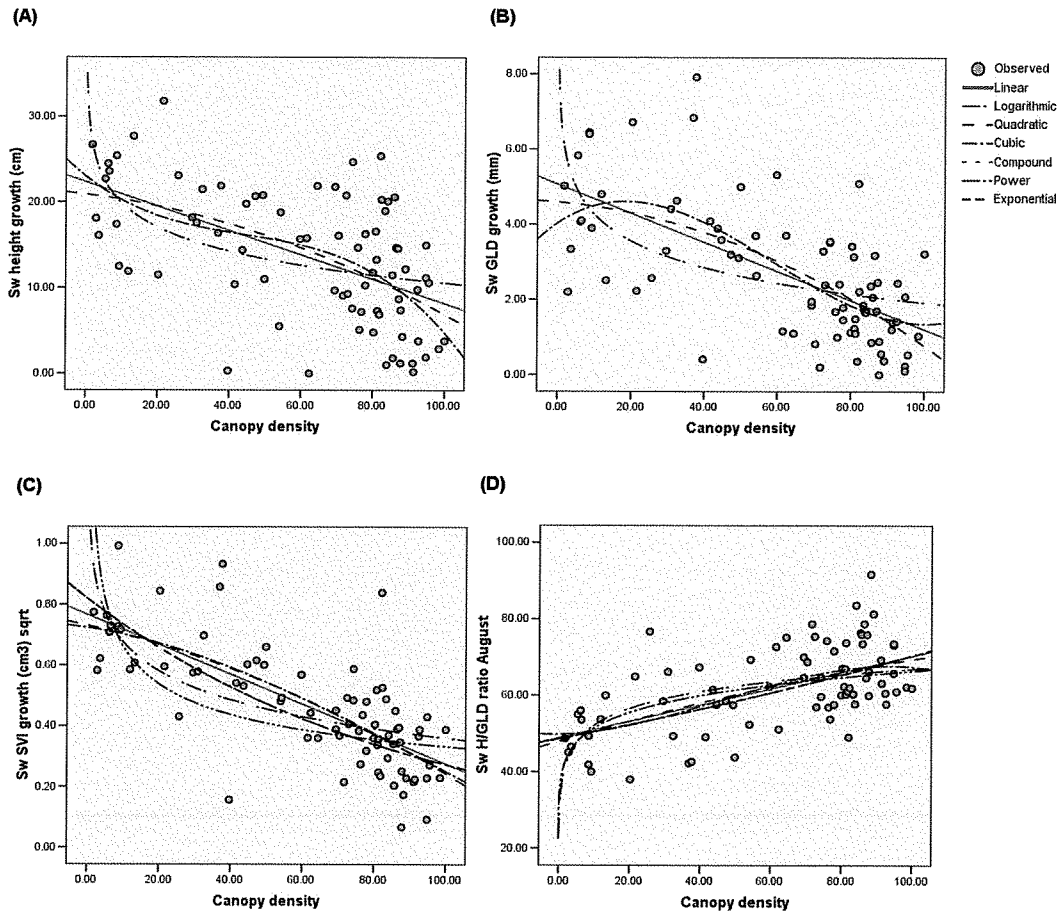 (A)
Sw height growth (cm)
30.00
20.00
10.00
0.00
0.00 20.00 40.00 60.00 80.00 100.00
Canopy density
(B)
Sw GLD growth (mm)
8.00
6.00
4.00
2.00
0.00
0.00 20.00 40.00 60.00 80.00 100.00
Canopy density
Observed
Linear
Logarithmic
Quadratic
Cubic
Compound
Power
Exponential
(C)
Sw SVI growth (cm3) sqrt
1.00
0.80
0.60
0.40
0.20
0.00
0.00 20.00 40.00 60.00 80.00 100.00
Canopy density
(D)
Sw H/GLD ratio August
100.00
80.00
60.00
40.00
20.00
0.00 20.00 40.00 60.00 80.00 100.00
Canopy density